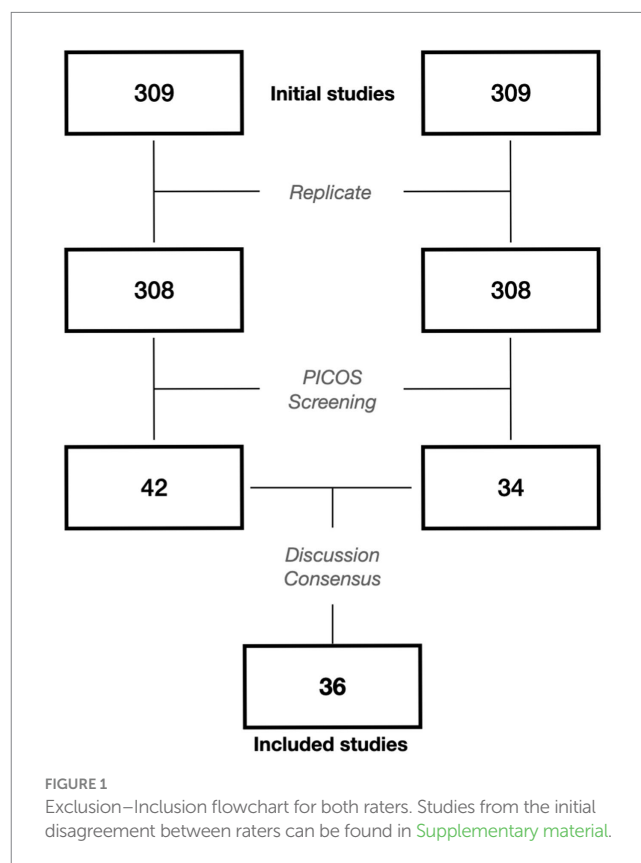 309 Initial studies 309
Replicate
308 308
PICOS
Screening
42 34
Discussion
Consensus
36
Included studies
FIGURE 1
Exclusion–Inclusion flowchart for both raters. Studies from the initial
disagreement between raters can be found in Supplementary material.